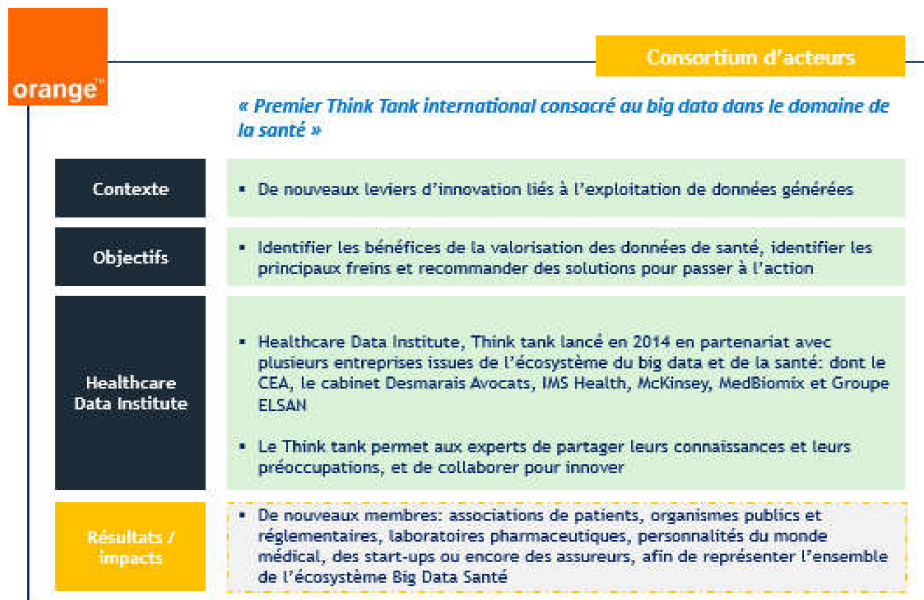 orange™
Consortium d'acteurs
« Premier Think Tank international consacré au big data dans le domaine de
la santé »
Contexte
▪ De nouveaux leviers d'innovation liés à l'exploitation de données générées
Objectifs
▪ Identifier les bénéfices de la valorisation des données de santé, identifier les
principaux freins et recommander des solutions pour passer à l'action
Healthcare
Data Institute
▪ Healthcare Data Institute, Think tank lancé en 2014 en partenariat avec
plusieurs entreprises issues de l'écosystème du big data et de la santé: dont le
CEA, le cabinet Desmarais Avocats, IMS Health, McKinsey, MedBiomix et Groupe
ELSAN
▪ Le Think tank permet aux experts de partager leurs connaissances et leurs
préoccupations, et de collaborer pour innover
Résultats /
impacts
▪ De nouveaux membres: associations de patients, organismes publics et
réglementaires, laboratoires pharmaceutiques, personnalités du monde
médical, des start-ups ou encore des assureurs, afin de représenter l'ensemble
de l'écosystème Big Data Santé